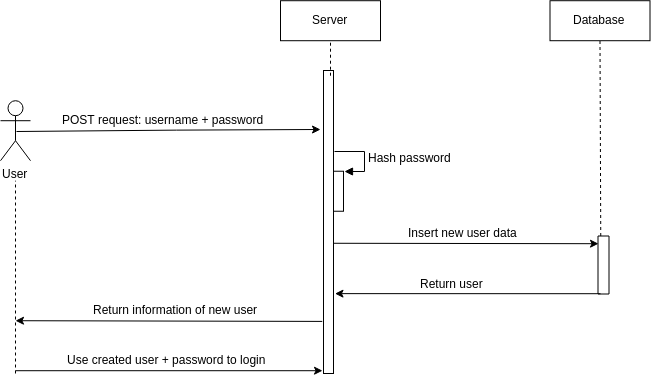 Server
Database
POST request: username + password
Hash password
User
Insert new user data
Return user
Return information of new user
Use created user + password to login